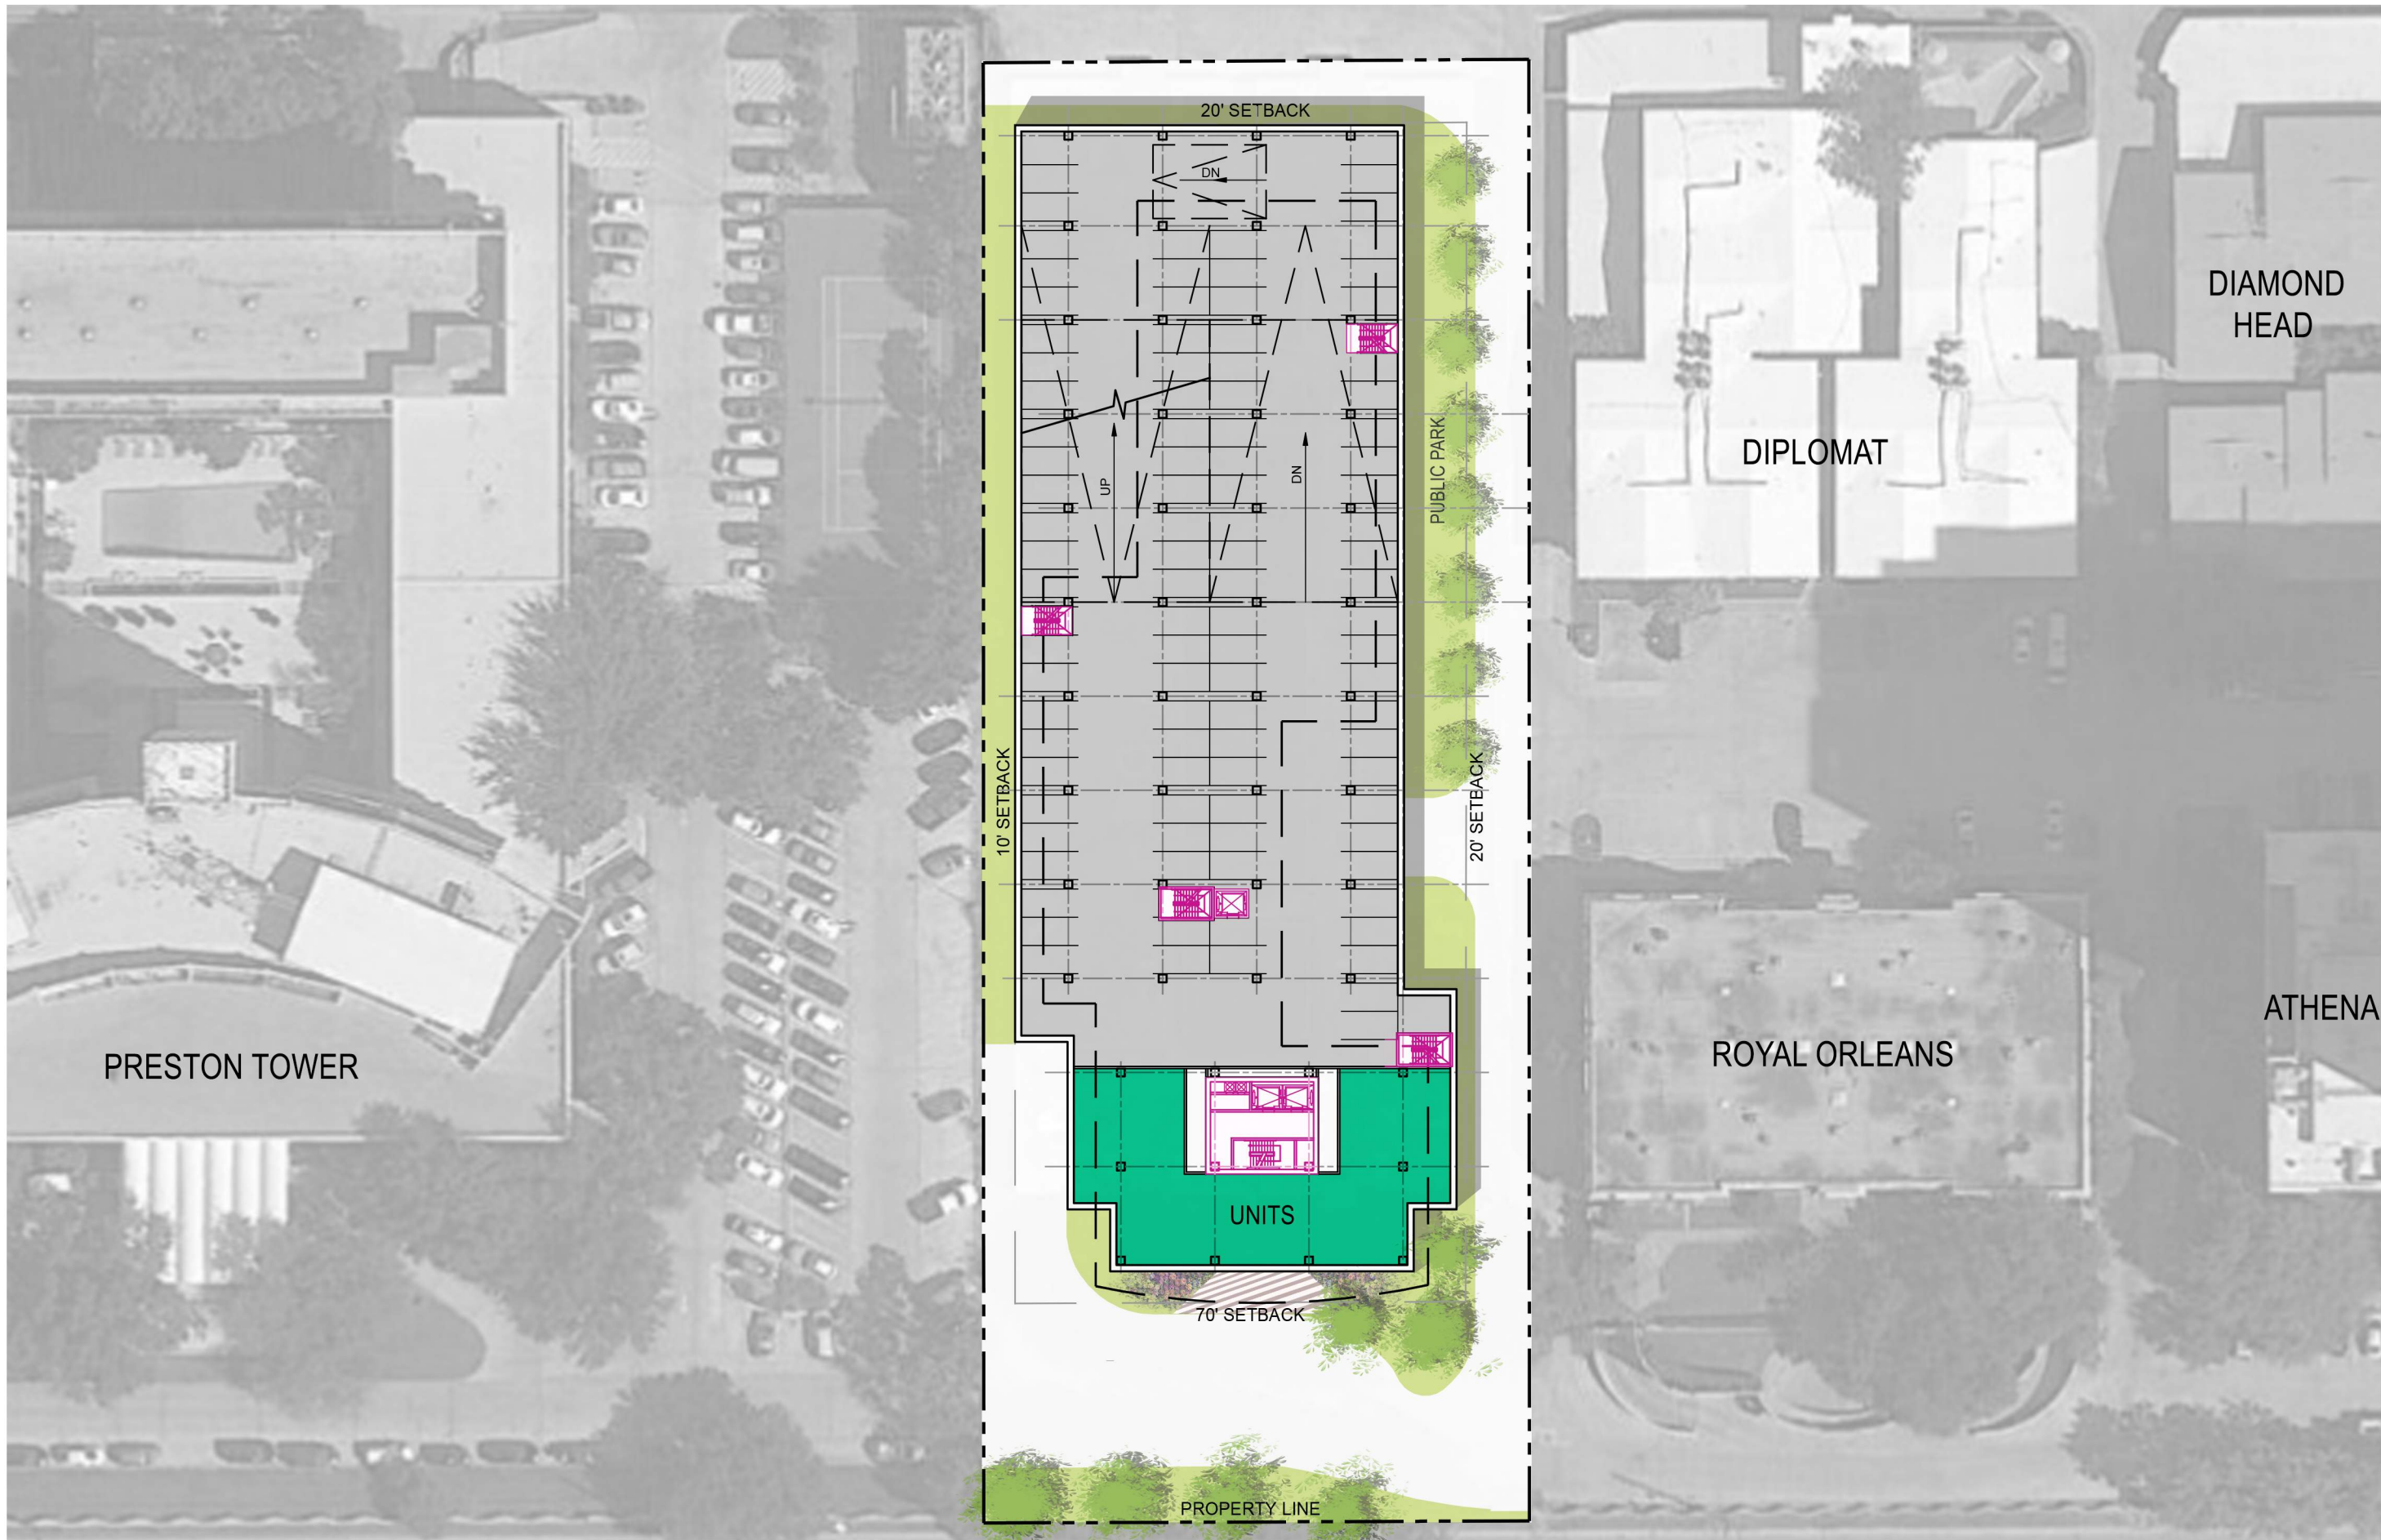 20' SETBACK
DN
DIAMOND
HEAD
DIPLOMAT
PUBLIC PARK
UP
DN
10' SETBACK
20' SETBACK
PRESTON TOWER
ROYAL ORLEANS
ATHENA
UNITS
70' SETBACK
PROPERTY LINE